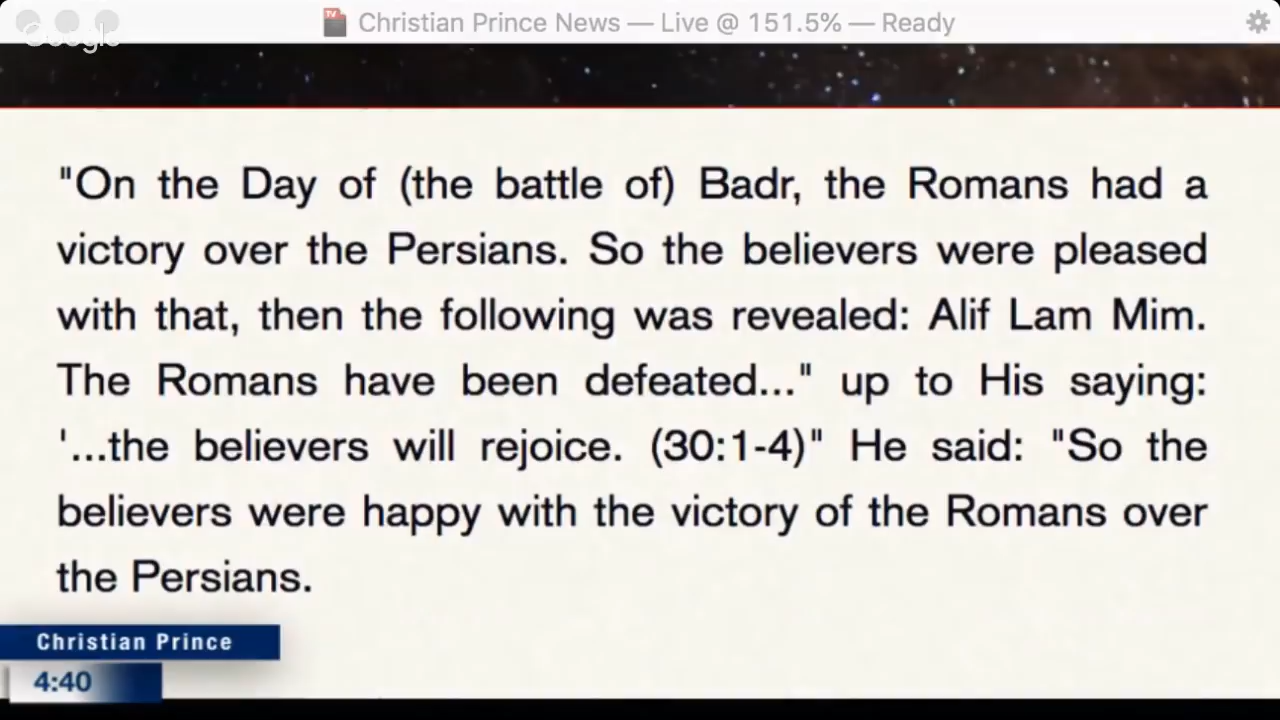 Christian Prince News — Live @ 151.5% — Ready
Google
TV
"On the Day of (the battle of) Badr, the Romans had a
victory over the Persians. So the believers were pleased
with that, then the following was revealed: Alif Lam Mim.
The Romans have been defeated..." up to His saying:
'...the believers will rejoice. (30:1-4)" He said: "So the
believers were happy with the victory of the Romans over
the Persians.
Christian Prince
4:40